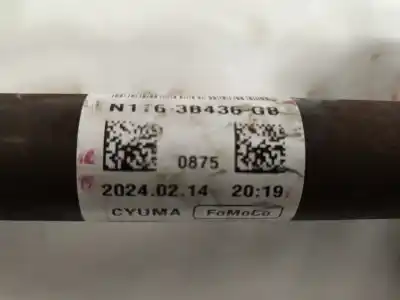 N1T6-3B436-GB
0875
2024.02.14 20:19
CYUMA FoMoCo